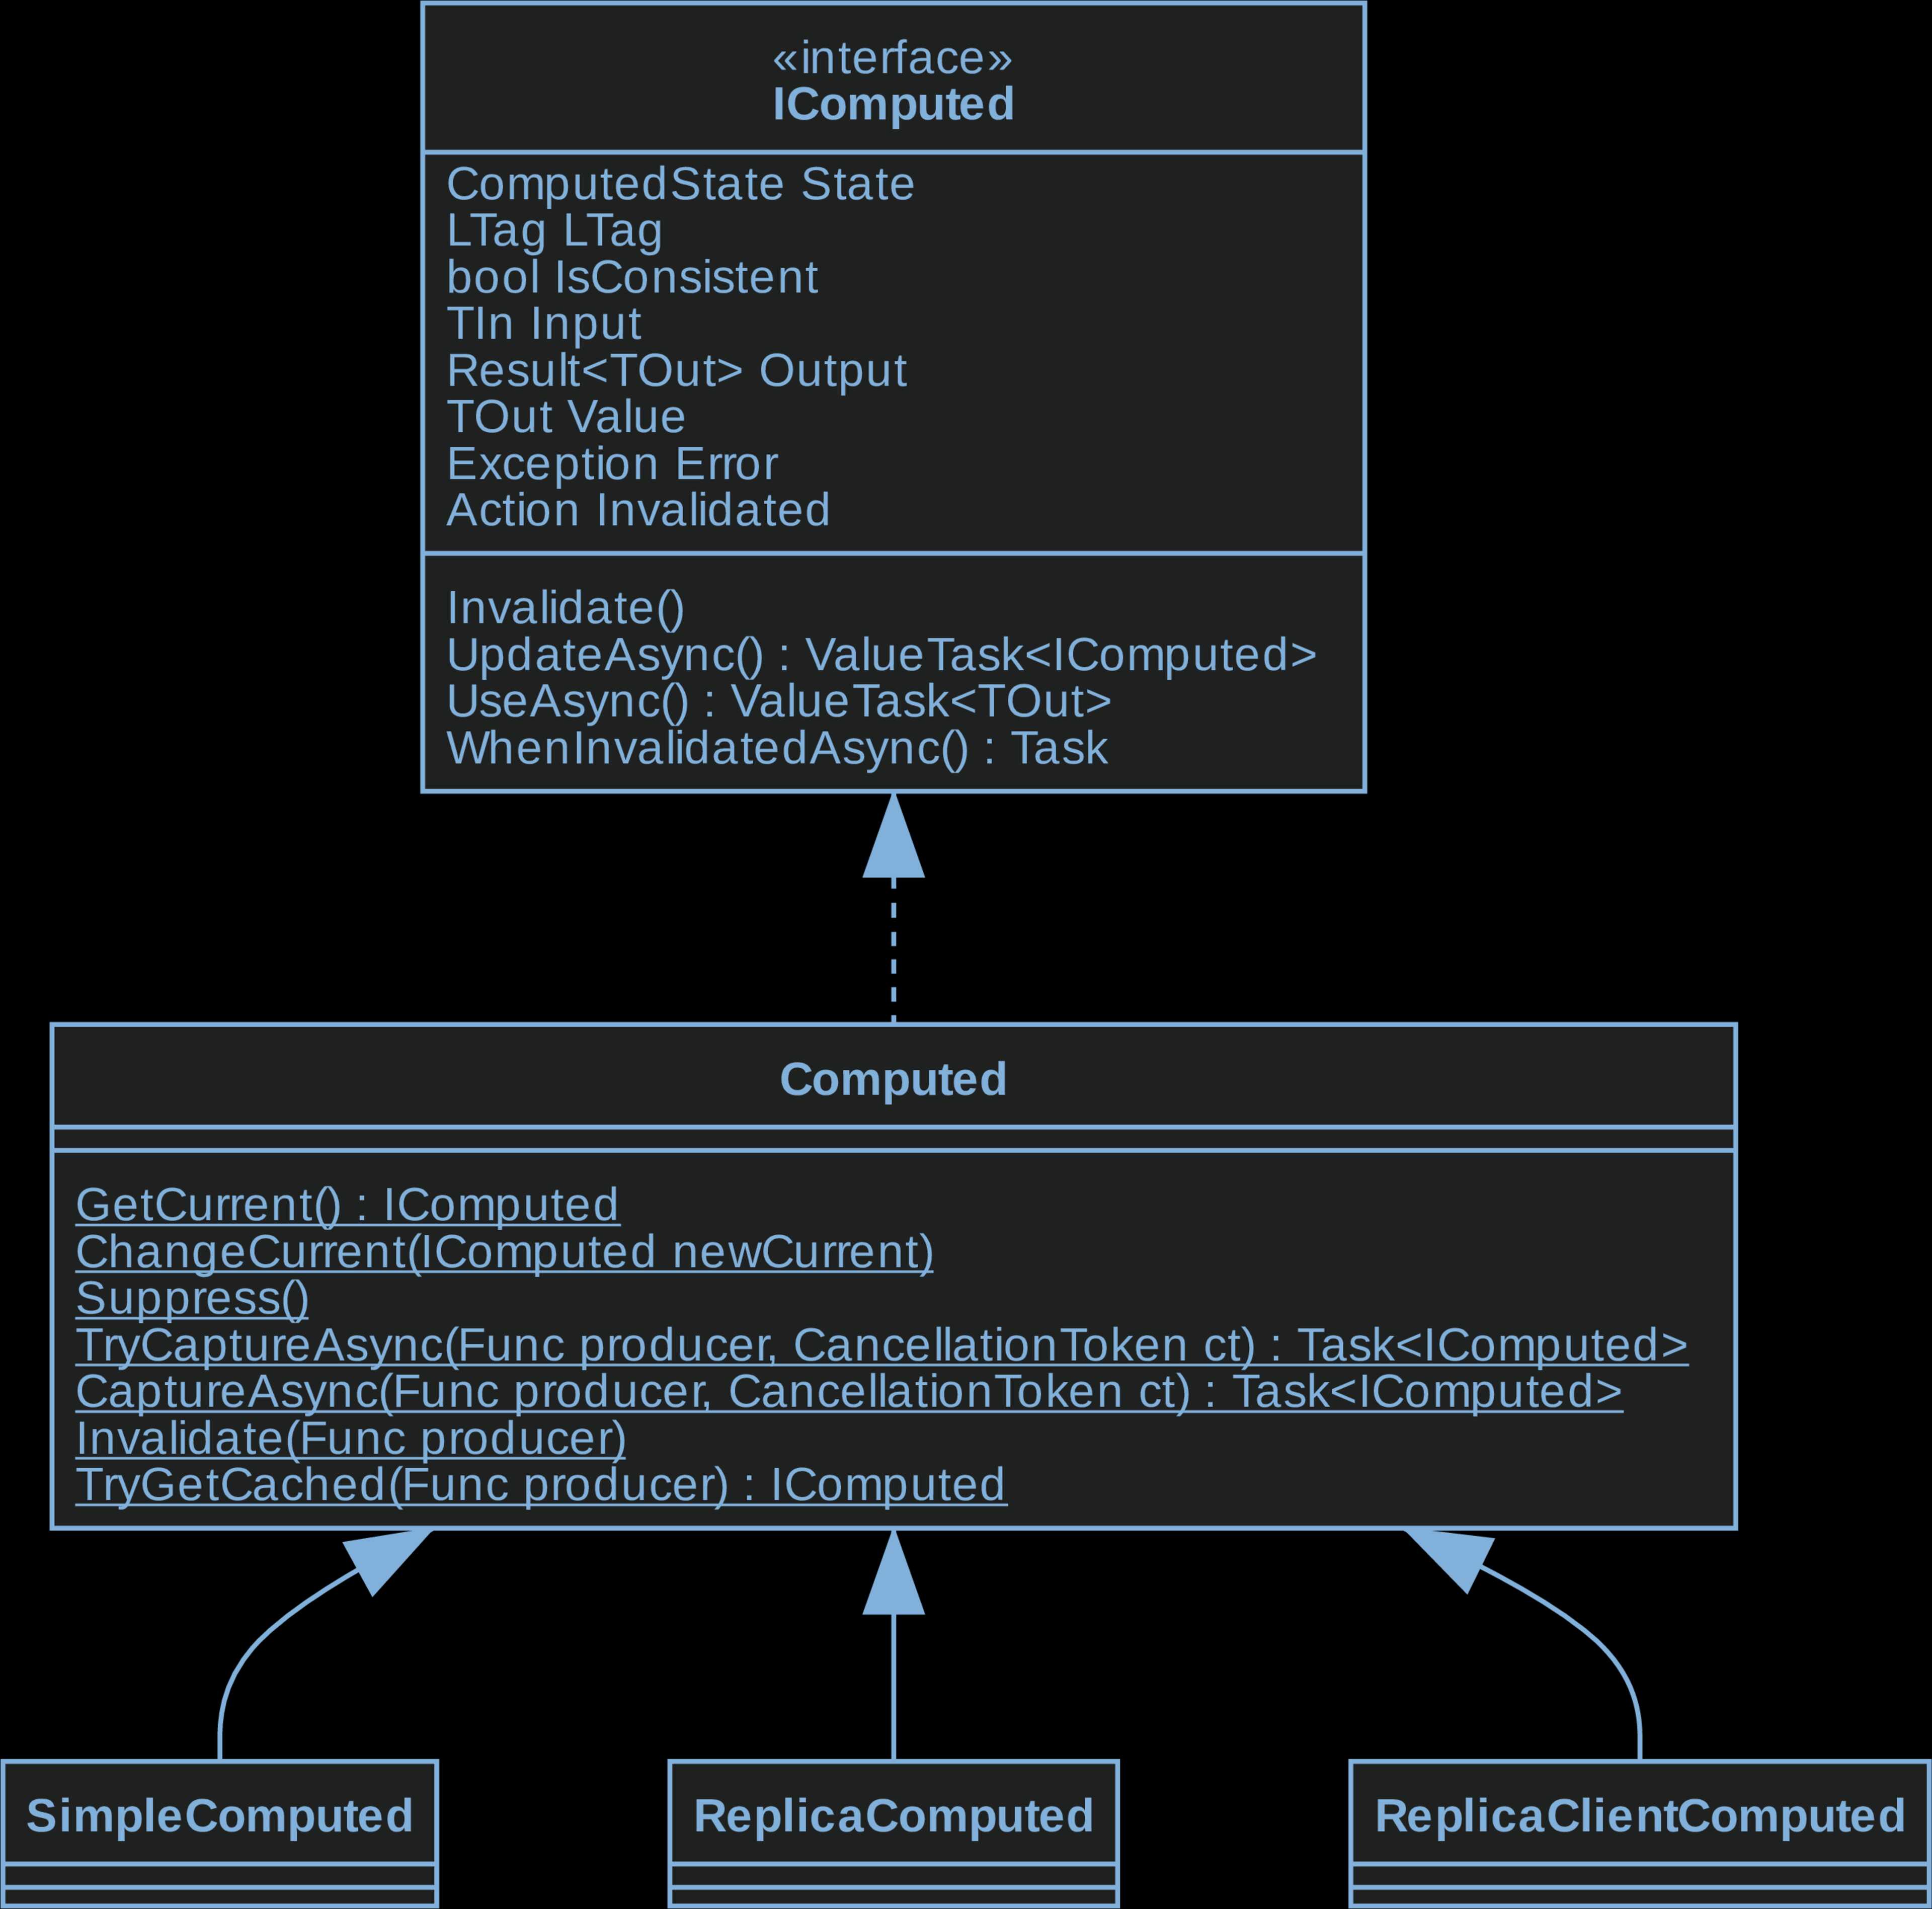 «interface»
IComputed
ComputedState State
LTag LTag
bool IsConsistent
TIn Input
Result<TOut> Output
TOut Value
Exception Error
Action Invalidated
Invalidate()
UpdateAsync() : ValueTask<IComputed>
UseAsync() : ValueTask<TOut>
WhenInvalidatedAsync() : Task
Computed
GetCurrent() : IComputed
ChangeCurrent(IComputed newCurrent)
Suppress()
TryCaptureAsync(Func producer, CancellationToken ct) : Task<IComputed>
CaptureAsync(Func producer, CancellationToken ct) : Task<IComputed>
Invalidate(Func producer)
TryGetCached(Func producer) : IComputed
SimpleComputed
ReplicaComputed
ReplicaClientComputed